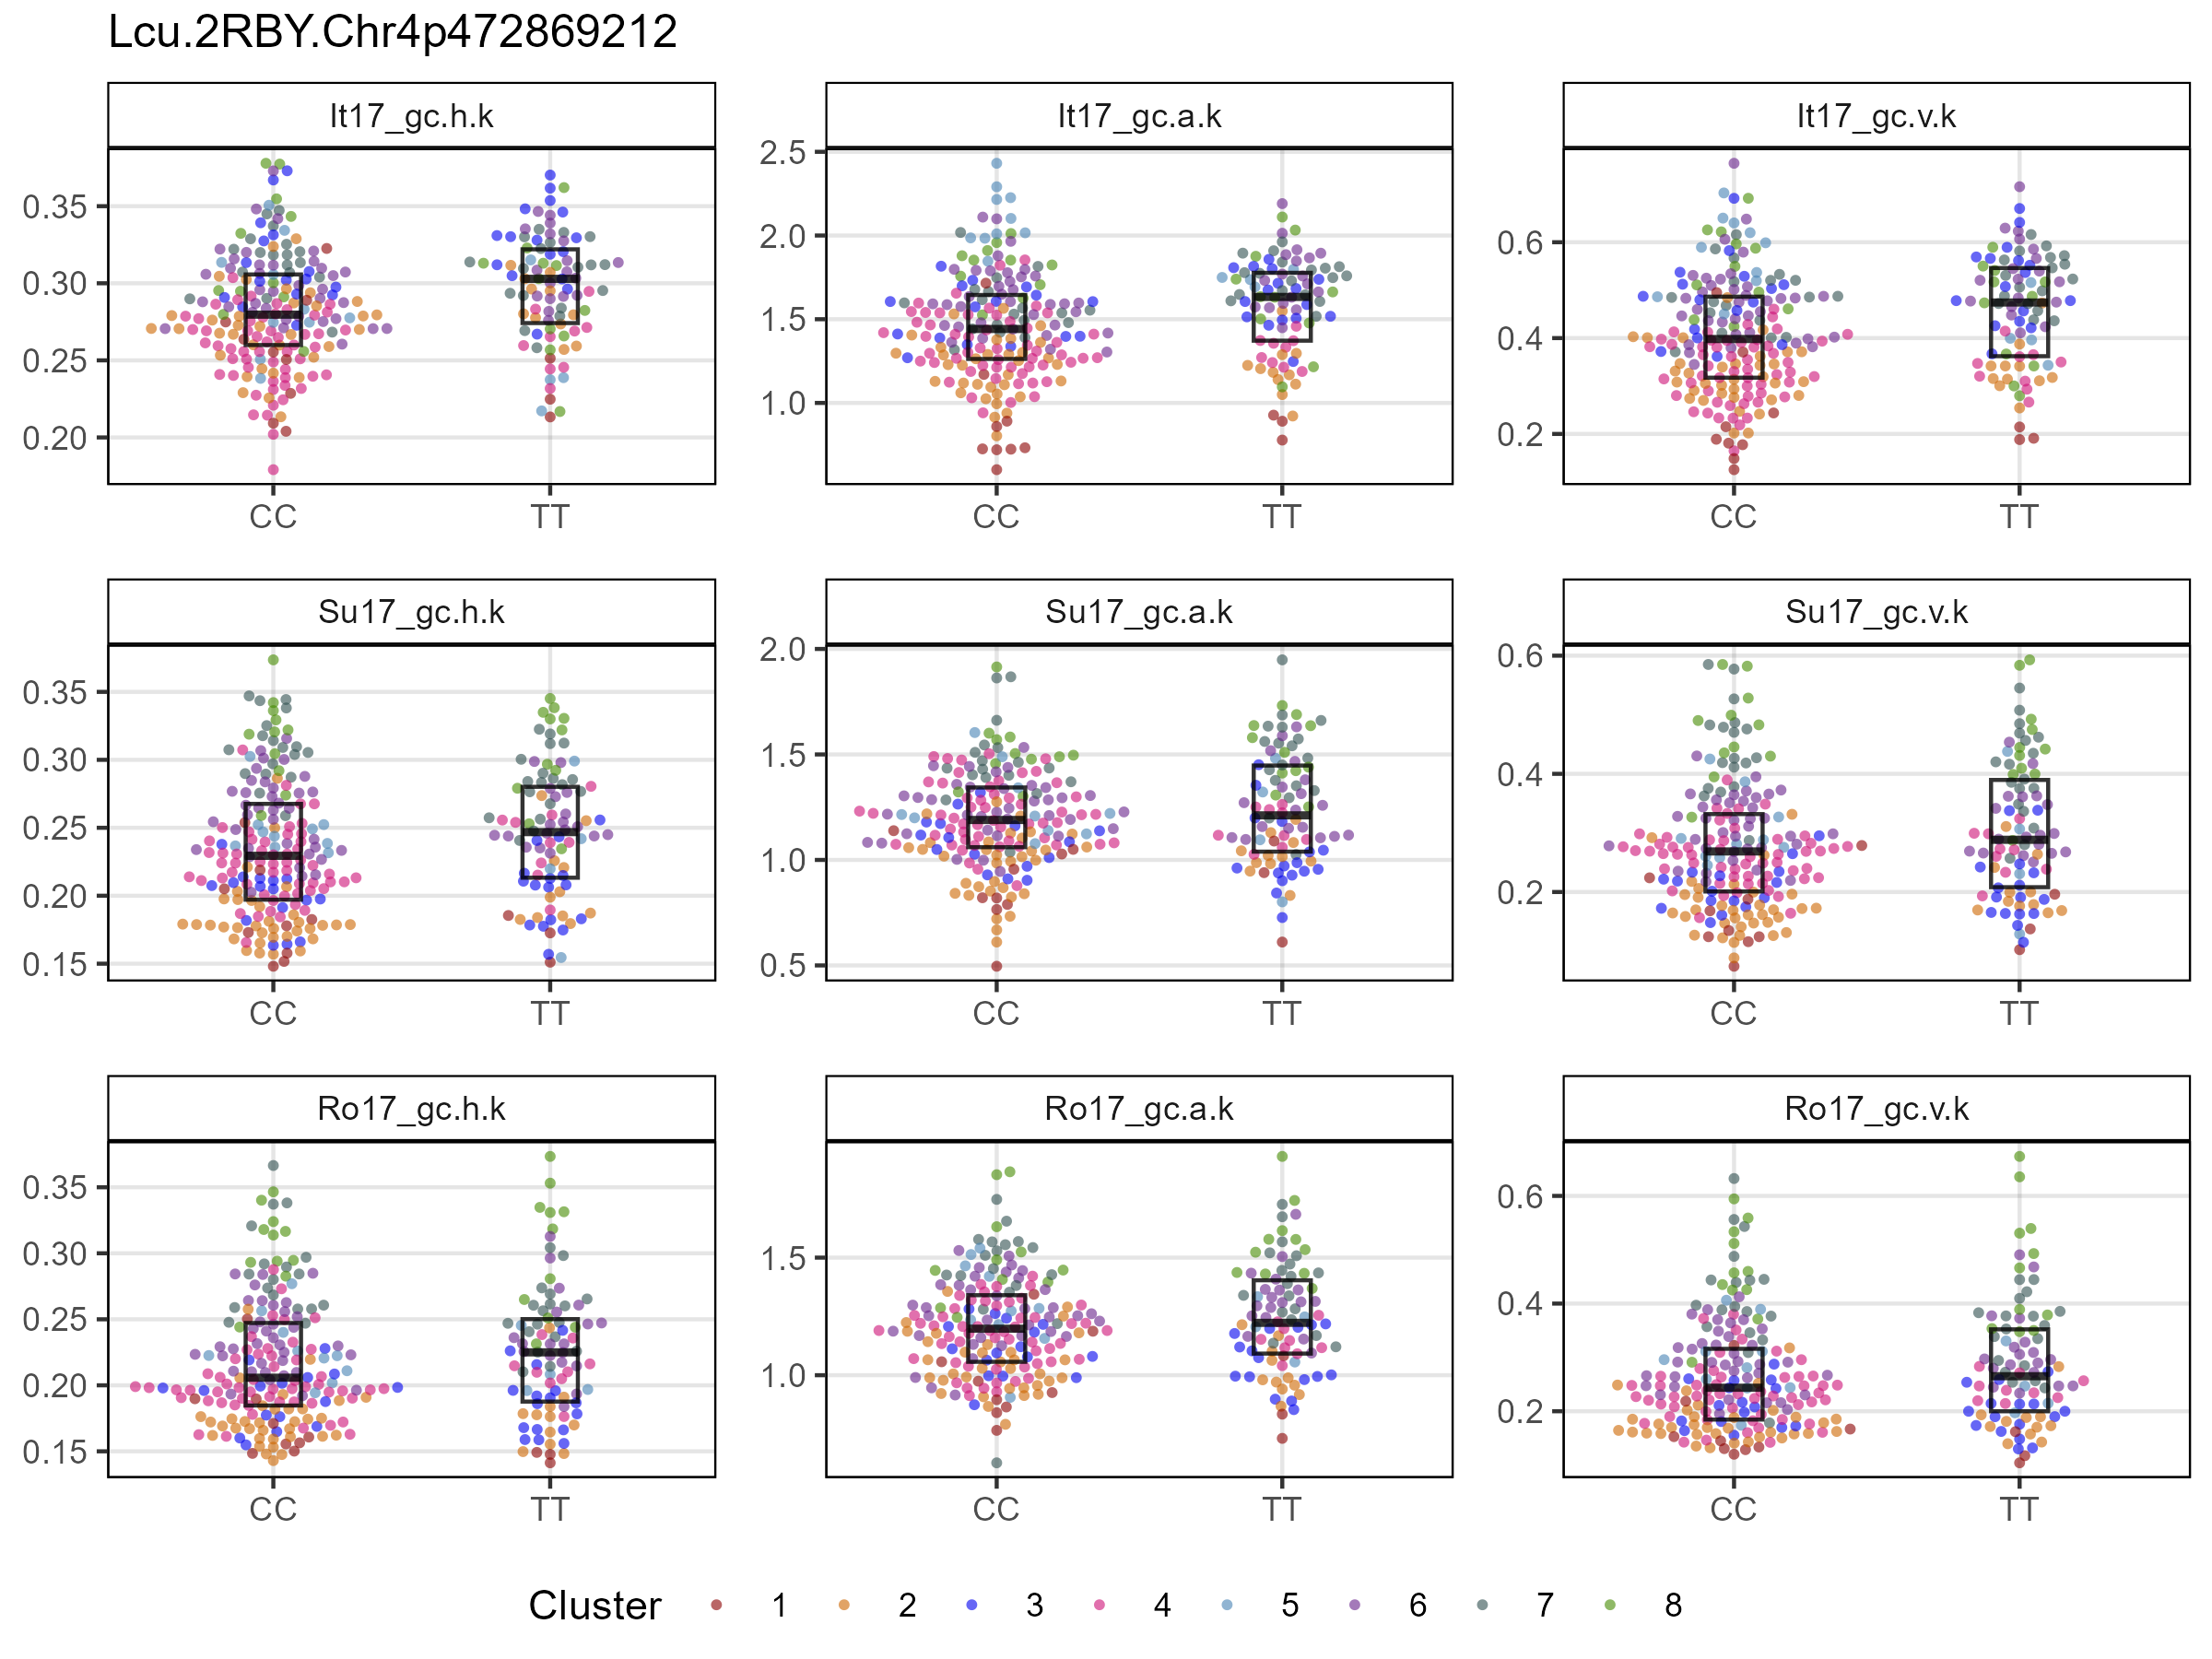 Lcu.2RBY.Chr4p472869212
It17_gc.h.k
It17_gc.a.k
It17_gc.v.k
0.35
0.30
0.25
0.20
CC TT
2.5
2.0
1.5
1.0
CC TT
0.6
0.4
0.2
CC TT
Su17_gc.h.k
Su17_gc.a.k
Su17_gc.v.k
0.35
0.30
0.25
0.20
0.15
CC TT
2.0
1.5
1.0
0.5
CC TT
0.6
0.4
0.2
CC TT
Ro17_gc.h.k
Ro17_gc.a.k
Ro17_gc.v.k
0.35
0.30
0.25
0.20
0.15
CC TT
1.5
1.0
CC TT
0.6
0.4
0.2
CC TT
Cluster 1 2 3 4 5 6 7 8